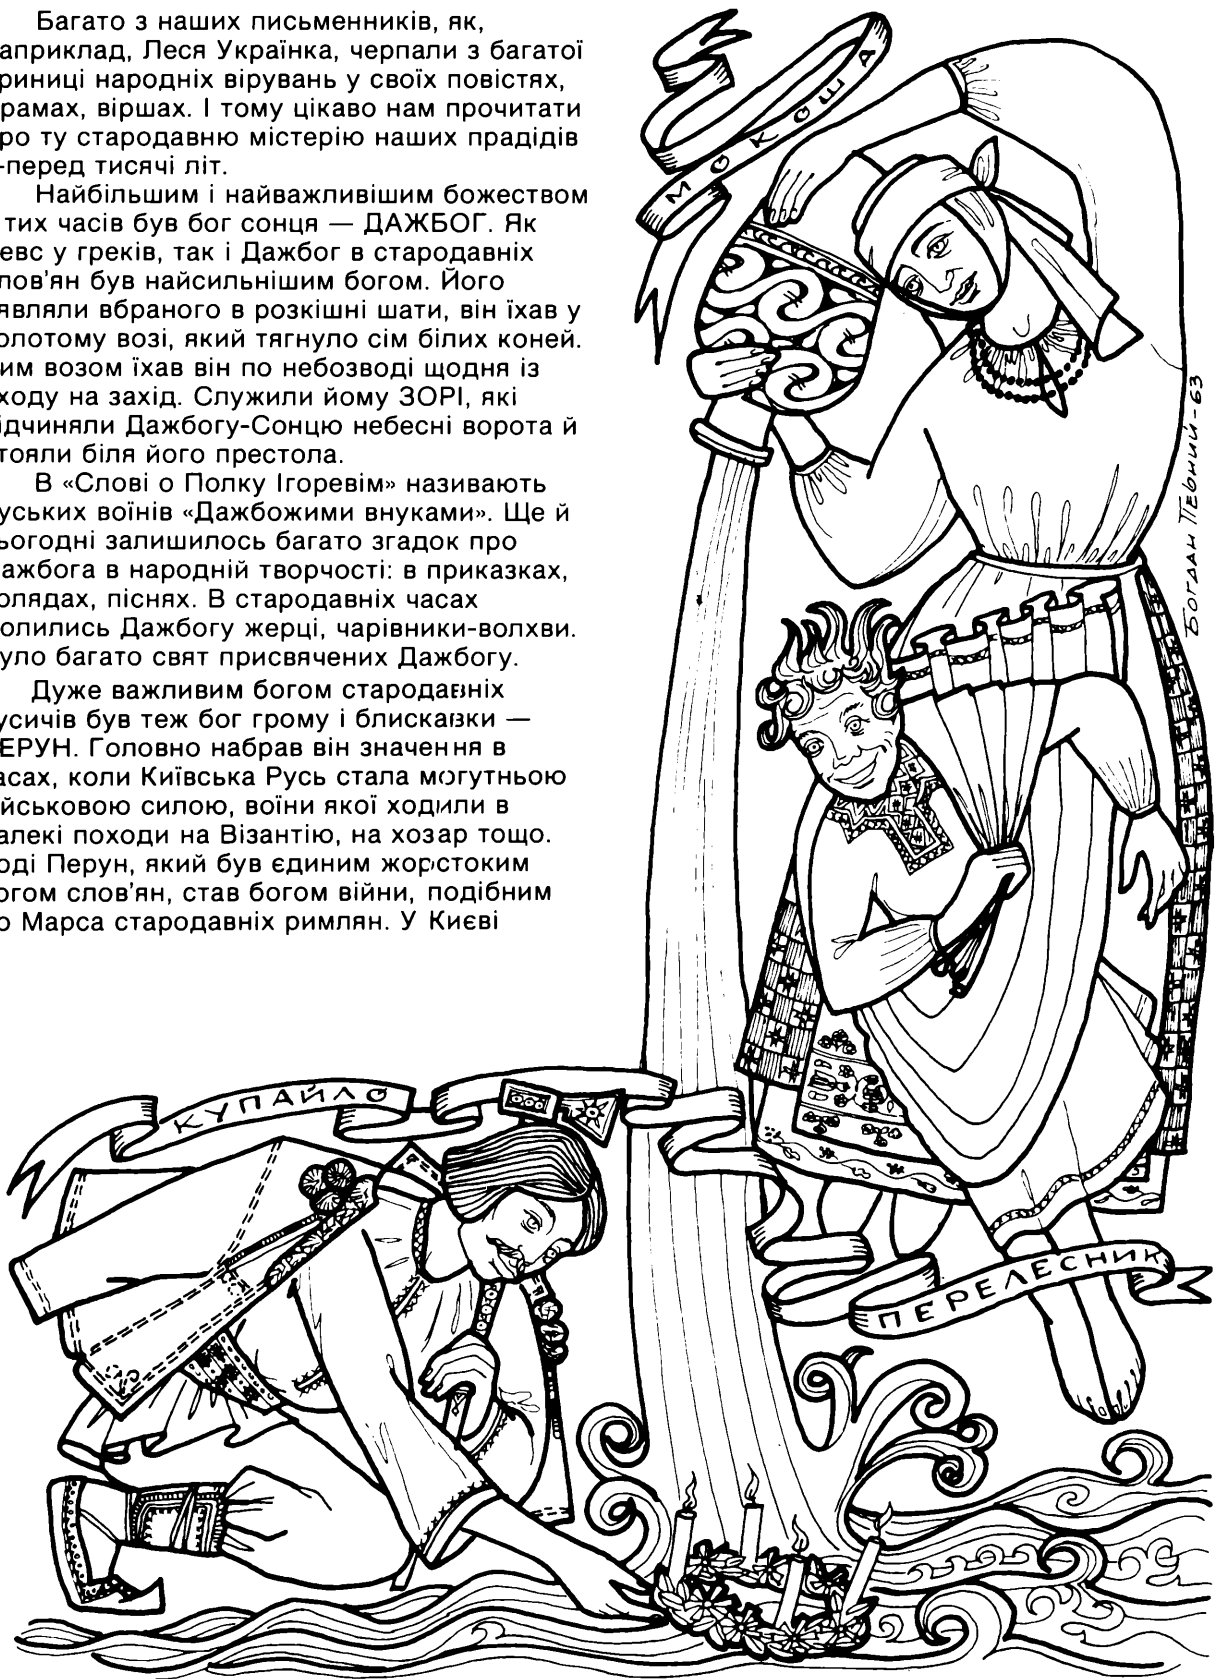 Багато з наших письменників, як,
априклад, Леся Українка, черпали з багатої
риниці народніх вірувань у своїх повістях,
рамах, віршах. І тому цікаво нам прочитати
ро ту стародавню містерію наших прадідів
-перед тисячі літ.
Найбільшим і найважливішим божеством
тих часів був бог сонця — ДАЖБОГ. Як
евс у греків, так і Дажбог в стародавніх
лов'ян був найсильнішим богом. Його
являли вбраного в розкішні шати, він їхав у
олотому возі, який тягнуло сім білих коней.
им возом їхав він по небозводі щодня із
ходу на захід. Служили йому ЗОРІ, які
ідчиняли Дажбогу-Сонцю небесні ворота й
тояли біля його престола.
В «Слові о Полку Ігоревім» називають
уських воїнів «Дажбожими внуками». Ще й
ьогодні залишилось багато згадок про
ажбога в народній творчості: в приказках,
олядах, піснях. В стародавніх часах
олились Дажбогу жерці, чарівники-волхви.
уло багато свят присвячених Дажбогу.
Дуже важливим богом стародавніх
усичів був теж бог грому і блискавки —
ЕРУН. Головно набрав він значення в
асах, коли Київська Русь стала могутньою
ійськовою силою, воїни якої ходили в
алекі походи на Візантію, на хозар тощо.
оді Перун, який був єдиним жорстоким
огом слов'ян, став богом війни, подібним
о Марса стародавніх римлян. У Києві
МОКОША
БОГДАН ПЕВНИЙ-63
КУПАЙЛО
ПЕРЕЛЕСНИК